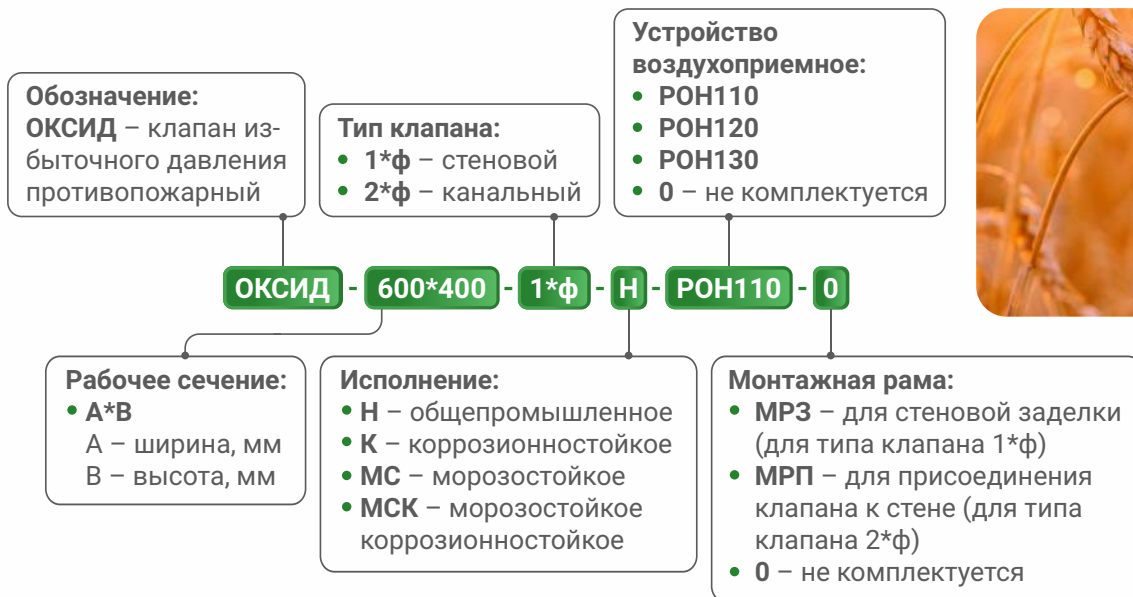 Обозначение:
ОКСИД – клапан из-
быточного давления
противопожарный
Тип клапана:
• 1*ф – стеновой
• 2*ф – канальный
Устройство
воздухоприемное:
• РОН110
• РОН120
• РОН130
• 0 – не комплектуется
ОКСИД - 600*400 - 1*ф - Н - РОН110 - 0
Рабочее сечение:
• А*В
А – ширина, мм
В – высота, мм
Исполнение:
• Н – общепромышленное
• К – коррозионностойкое
• МС – морозостойкое
• МСК – морозостойкое
коррозионностойкое
Монтажная рама:
• МРЗ – для стеновой заделки
(для типа клапана 1*ф)
• МРП – для присоединения
клапана к стене (для типа
клапана 2*ф)
• 0 – не комплектуется